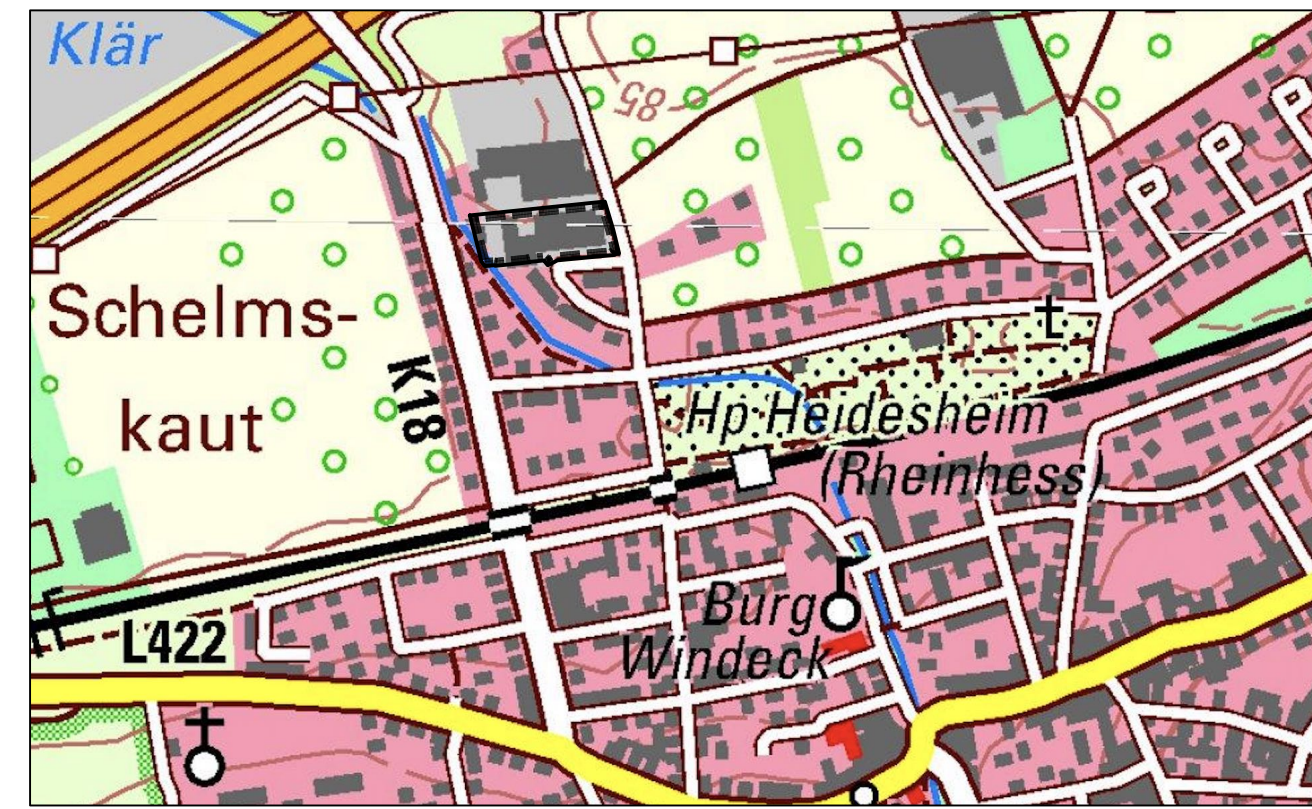 Klär
85
Schelms-
kaut
K18
Hp Heidesheim
(Rheinhess)
Burg
Windeck
L422